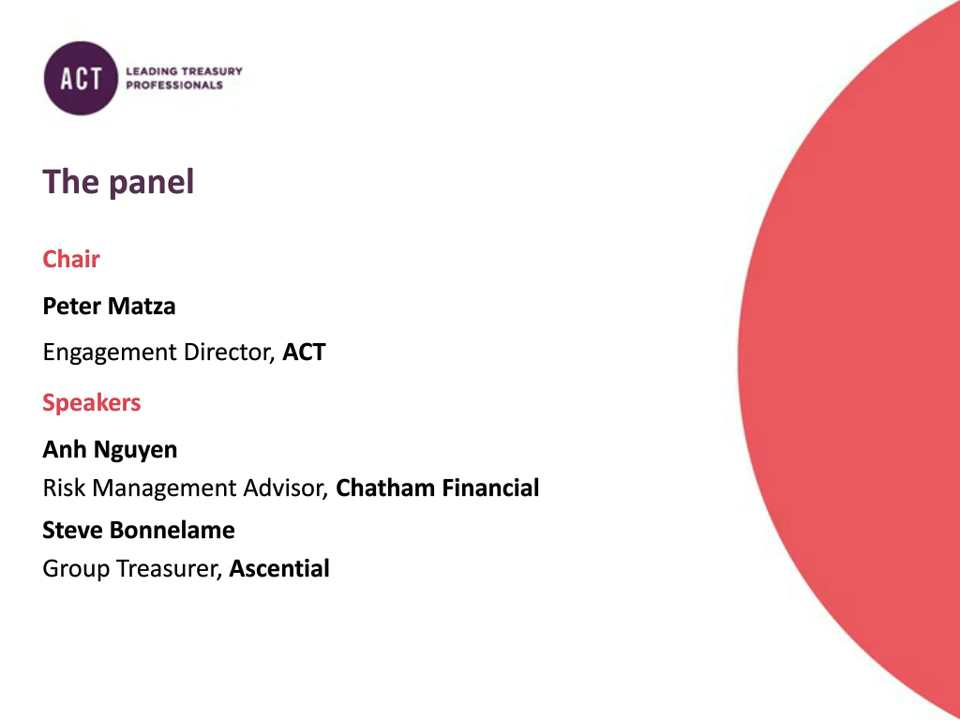 ACT
LEADING TREASURY
PROFESSIONALS
The panel
Chair
Peter Matza
Engagement Director, ACT
Speakers
Anh Nguyen
Risk Management Advisor, Chatham Financial
Steve Bonnelame
Group Treasurer, Ascential